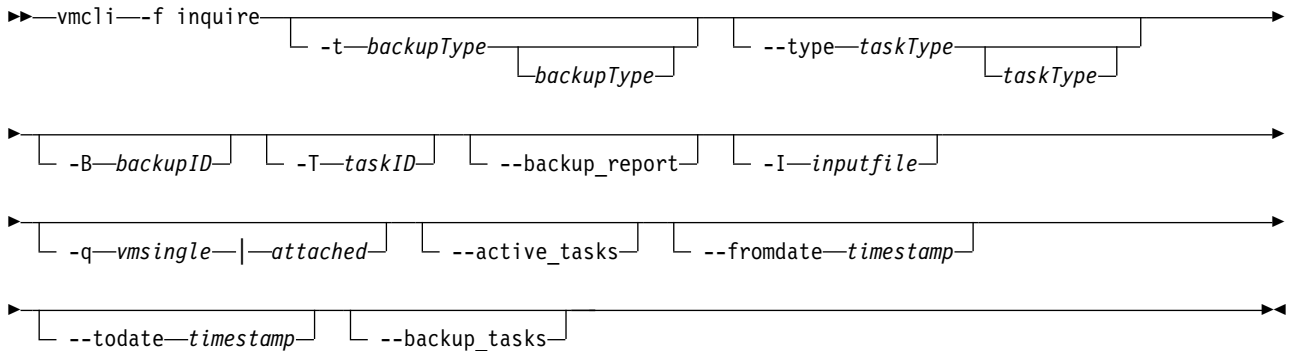 vmcli -f inquire
-t backupType --type taskType
backupType taskType
-B backupID -T taskID --backup_report -I inputfile
-q vmsingle | attached --active_tasks --fromdate timestamp
--todate timestamp --backup_tasks